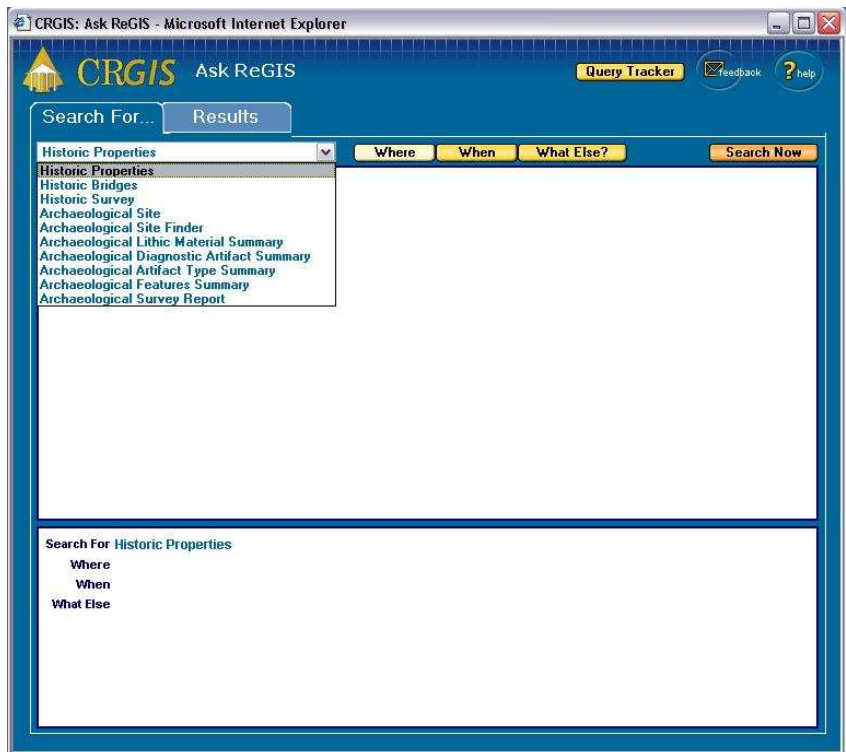 CRGIS: Ask ReGIS - Microsoft Internet Explorer
CRGIS Ask ReGIS
Query Tracker feedback ? help
Search For... Results
Historic Properties Where When What Else? Search Now
Historic Properties
Historic Bridges
Historic Survey
Archaeological Site
Archaeological Site Finder
Archaeological Lithic Material Summary
Archaeological Diagnostic Artifact Summary
Archaeological Artifact Type Summary
Archaeological Features Summary
Archaeological Survey Report
Search For Historic Properties
Where
When
What Else